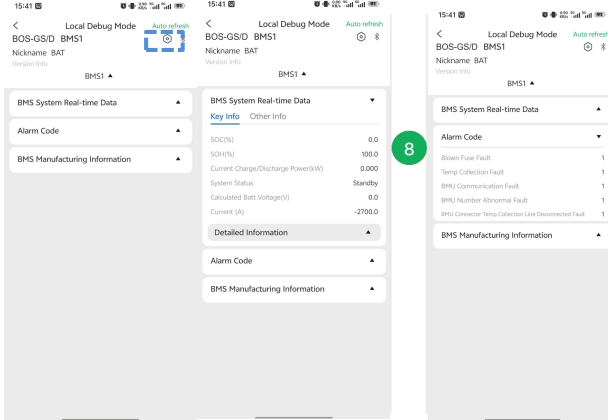 15:41
Local Debug Mode Auto refresh
BOS-GS/D BMS1
Nickname BAT
Version Info
BMS1 ▲
BMS System Real-time Data ▲
Alarm Code ▲
BMS Manufacturing Information ▲
15:41
Local Debug Mode Auto refresh
BOS-GS/D BMS1
Nickname BAT
Version Info
BMS1 ▲
BMS System Real-time Data ▼
Key Info Other Info
SOC(%) 0.0
SOH(%) 100.0
Current Charge/Discharge Power(kW) 0.000
System Status Standby
Calculated Batt Voltage(V) 0.0
Current (A) -2700.0
Detailed Information ▲
Alarm Code ▲
BMS Manufacturing Information ▲
8
15:41
Local Debug Mode Auto refresh
BOS-GS/D BMS1
Nickname BAT
Version Info
BMS1 ▲
BMS System Real-time Data ▲
Alarm Code ▼
Blown Fuse Fault 1
Temp Collection Fault 1
BMU Communication Fault 1
BMU Number Abnormal Fault 1
BMU Connector Temp Collection Line Disconnected Fault 1
BMS Manufacturing Information ▲